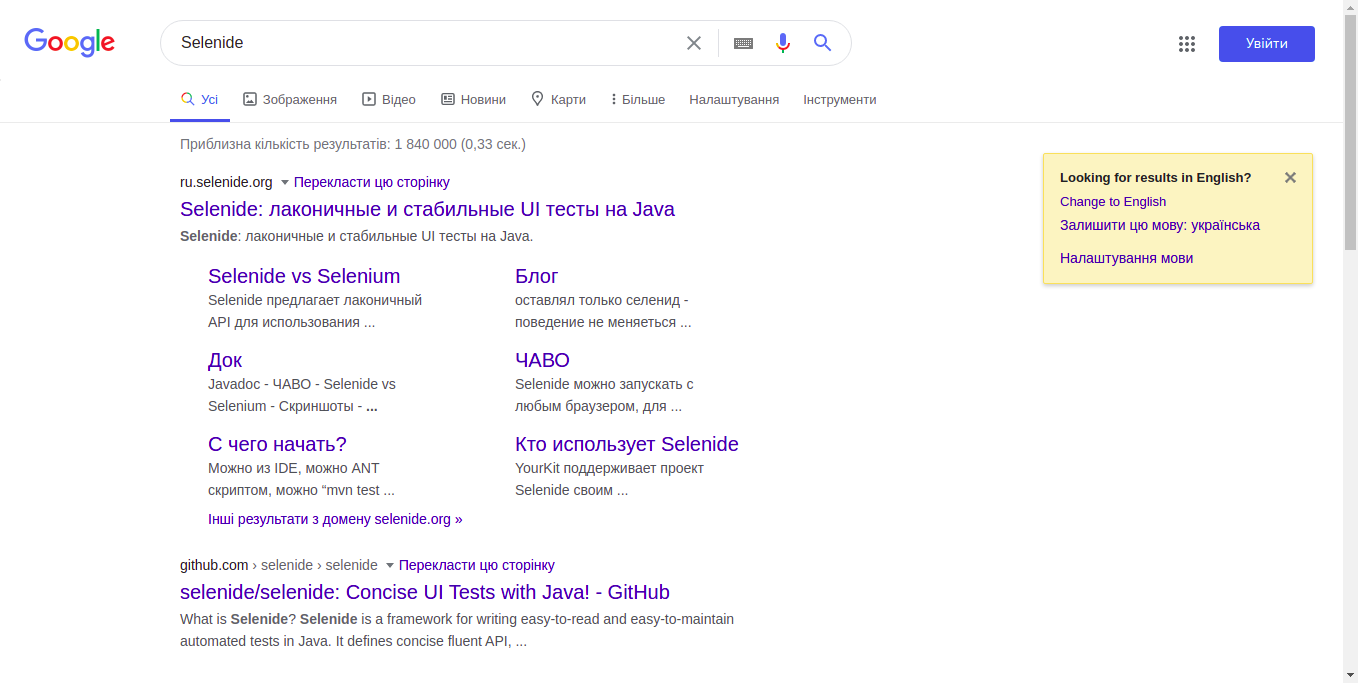 Google
Selenide
Увійти
Усі
Зображення
Відео
Новини
Карти
Більше
Налаштування
Інструменти
Приблизна кількість результатів: 1 840 000 (0,33 сек.)
ru.selenide.org Перекласти цю сторінку
Selenide: лаконичные и стабильные UI тесты на Java
Selenide: лаконичные и стабильные UI тесты на Java.
Selenide vs Selenium
Selenide предлагает лаконичный
API для использования ...
Блог
оставлял только селенид -
поведение не меняеться ...
Док
Javadoc - ЧАВО - Selenide vs
Selenium - Скриншоты - ...
ЧАВО
Selenide можно запускать с
любым браузером, для ...
С чего начать?
Можно из IDE, можно ANT
скриптом, можно “mvn test ...
Кто использует Selenide
YourKit поддерживает проект
Selenide своим ...
Інші результати з домену selenide.org »
github.com › selenide › selenide Перекласти цю сторінку
selenide/selenide: Concise UI Tests with Java! - GitHub
What is Selenide? Selenide is a framework for writing easy-to-read and easy-to-maintain
automated tests in Java. It defines concise fluent API, ...
Looking for results in English?
Change to English
Залишити цю мову: українська
Налаштування мови